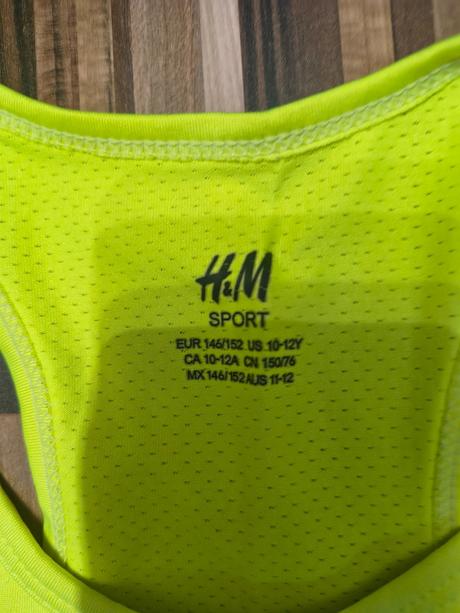 H&M
SPORT
EUR 146/152 US 10-12Y
CA 10-12A CN 150/76
MX 146/152 AUS 11-12